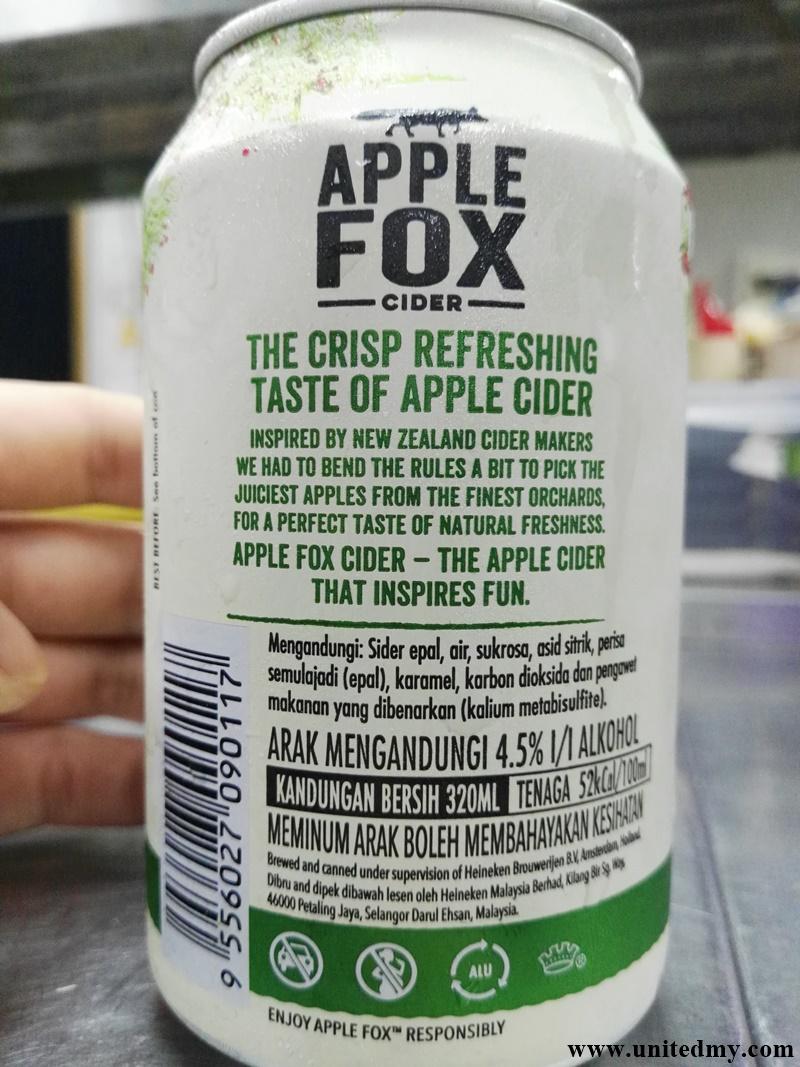 APPLE
FOX
CIDER
THE CRISP REFRESHING
TASTE OF APPLE CIDER
INSPIRED BY NEW ZEALAND CIDER MAKERS
WE HAD TO BEND THE RULES A BIT TO PICK THE
JUICIEST APPLES FROM THE FINEST ORCHARDS,
FOR A PERFECT TASTE OF NATURAL FRESHNESS.
APPLE FOX CIDER – THE APPLE CIDER
THAT INSPIRES FUN.
BEST BEFORE: See bottom of can
Mengandungi: Sider epal, air, sukrosa, asid sitrik, perisa
semulajadi (epal), karamel, karbon dioksida dan pengawet
makanan yang dibenarkan (kalium metabisulfite).
ARAK MENGANDUNGI 4.5% I/I ALKOHOL
KANDUNGAN BERSIH 320ML TENAGA 52kCal/100ml
MEMINUM ARAK BOLEH MEMBAHAYAKAN KESIHATAN
Brewed and canned under supervision of Heineken Brouwerijen B.V, Amsterdam, Holland.
Dibru dan dipek dibawah lesen oleh Heineken Malaysia Berhad, Kilang Bir Sg. Way,
46000 Petaling Jaya, Selangor Darul Ehsan, Malaysia.
9 556027 090117
ALU
®
ENJOY APPLE FOX™ RESPONSIBLY
www.unitedmy.com